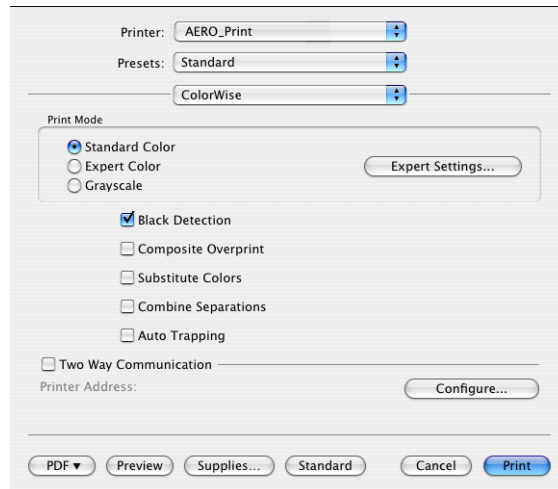 Printer: AERO_Print
Presets: Standard
ColorWise
Print Mode
Standard Color
Expert Color
Expert Settings...
Grayscale
Black Detection
Composite Overprint
Substitute Colors
Combine Separations
Auto Trapping
Two Way Communication
Printer Address:
Configure...
PDF ▼ Preview Supplies... Standard Cancel Print